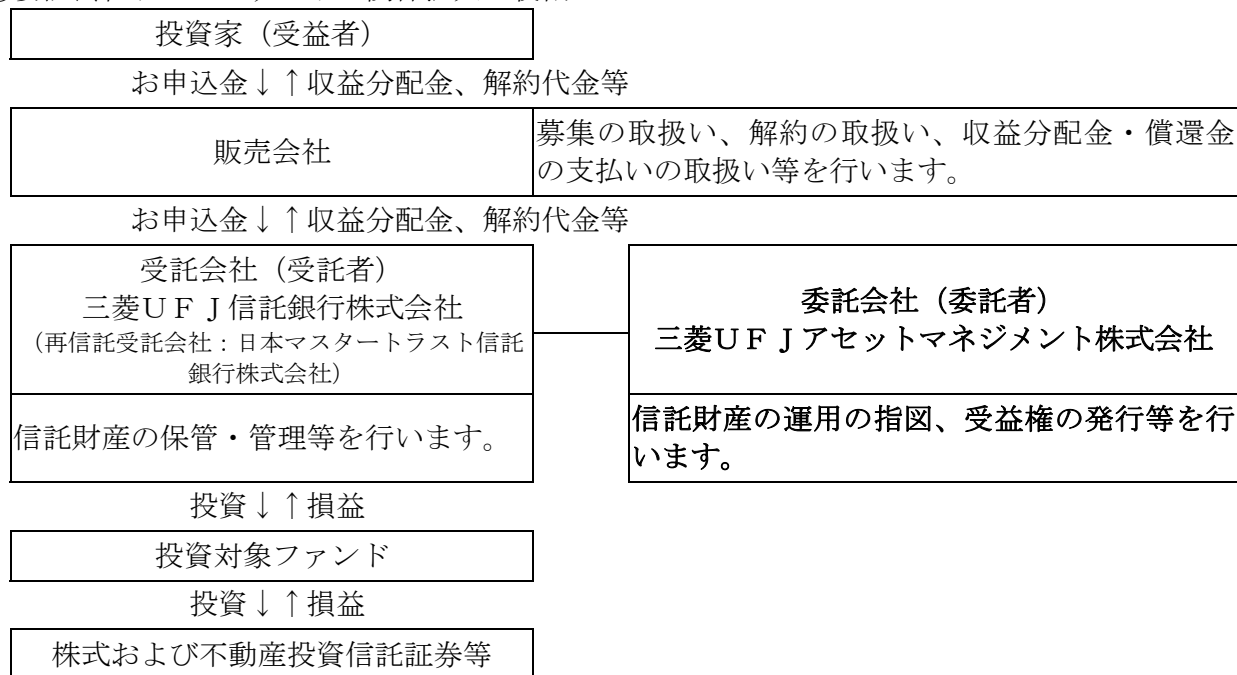 投資家（受益者）
お申込金↓↑収益分配金、解約代金等
販売会社
募集の取扱い、解約の取扱い、収益分配金・償還金
の支払いの取扱い等を行います。
お申込金↓↑収益分配金、解約代金等
受託会社（受託者）
三菱ＵＦＪ信託銀行株式会社
（再信託受託会社：日本マスタートラスト信託
銀行株式会社）
委託会社（委託者）
三菱ＵＦＪアセットマネジメント株式会社
信託財産の保管・管理等を行います。
信託財産の運用の指図、受益権の発行等を行
います。
投資↓↑損益
投資対象ファンド
投資↓↑損益
株式および不動産投資信託証券等